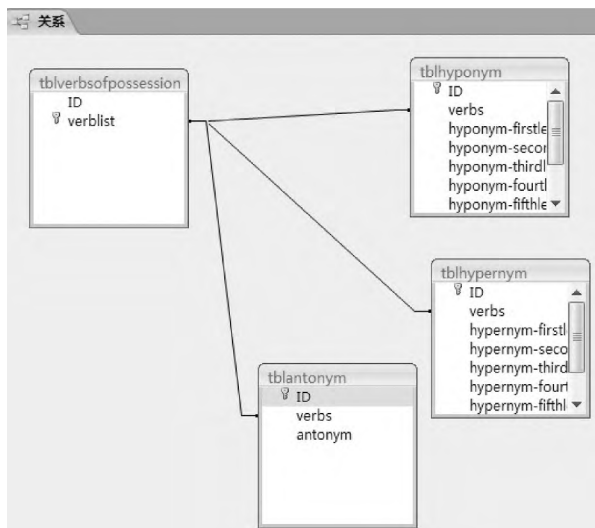 关系
tblverbsofpossession
ID
verblist
tblhyponym
ID
verbs
hyponym-firstle
hyponym-secor
hyponym-thirdl
hyponym-fourtl
hyponym-fifthle
tblhypernym
ID
verbs
hypernym-firstl
hypernym-seco
hypernym-third
hypernym-fourt
hypernym-fifthl
tblantonym
ID
verbs
antonym